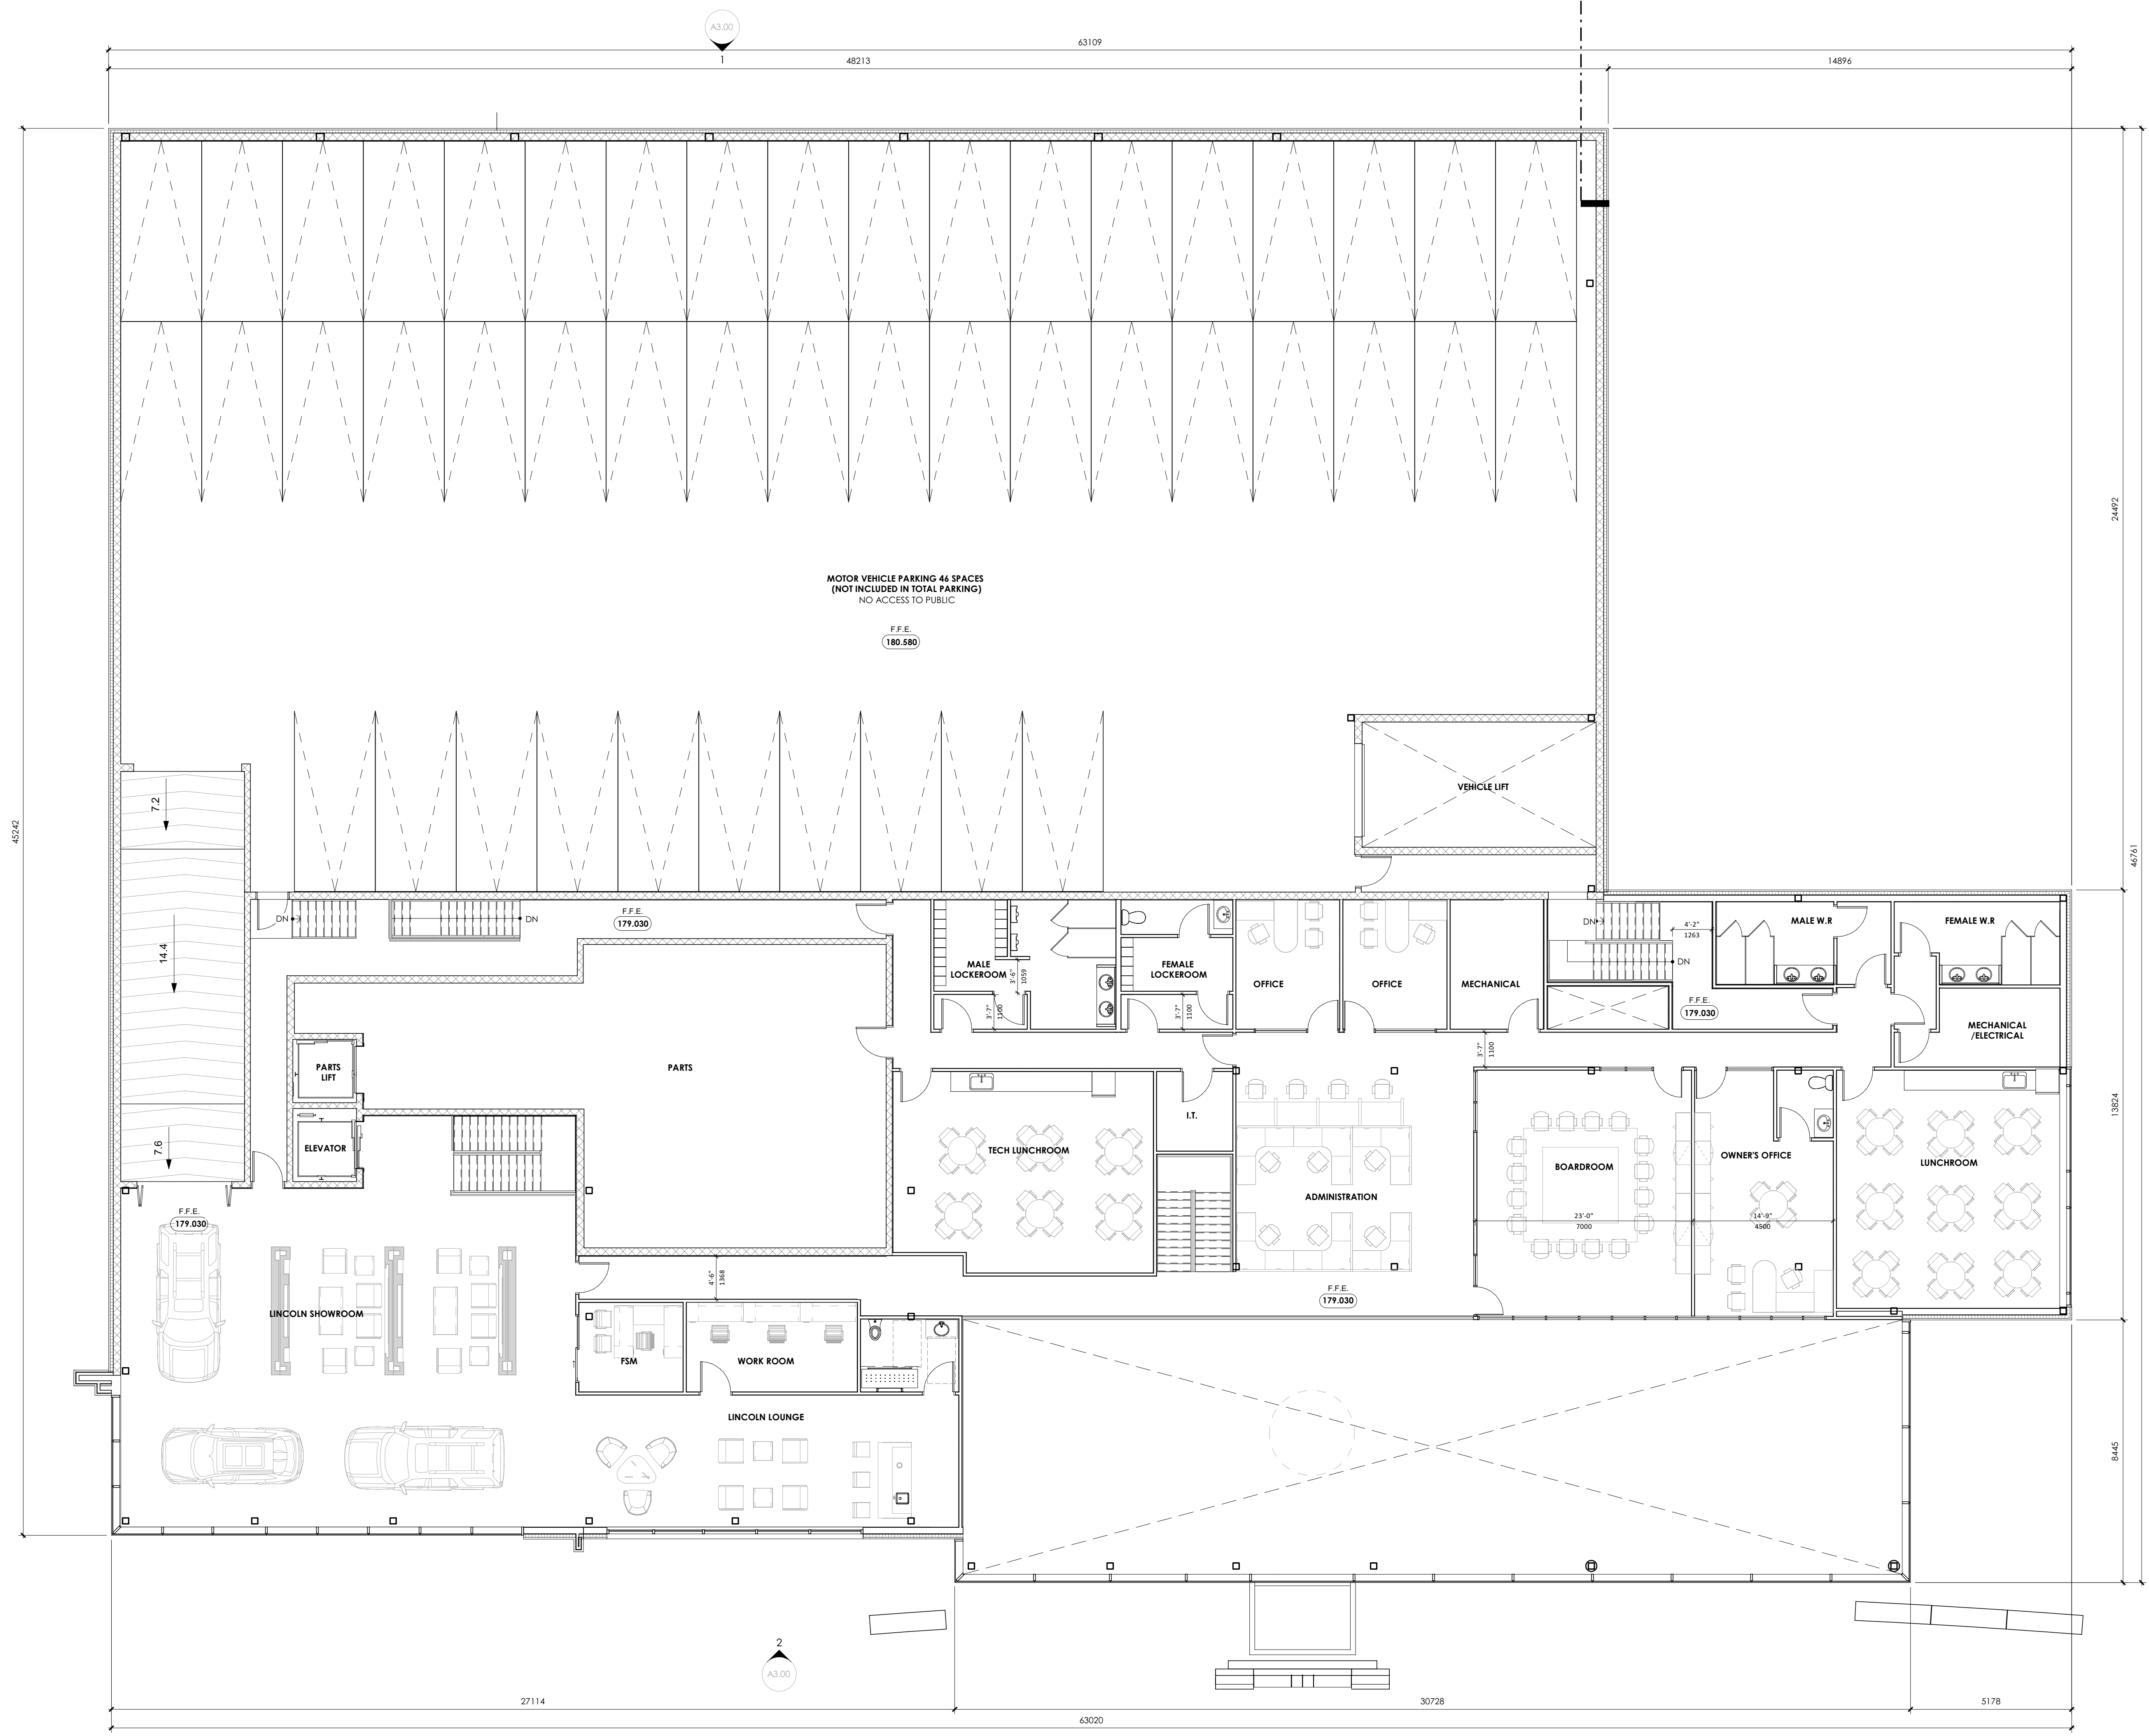 A3.00
1
63109
48213
14896
45242
24492
46761
13824
8445
MOTOR VEHICLE PARKING 46 SPACES
(NOT INCLUDED IN TOTAL PARKING)
NO ACCESS TO PUBLIC
F.F.E.
180.580
VEHICLE LIFT
7.2
14.4
7.6
DN
DN
F.F.E.
179.030
MALE
LOCKEROOM
3'-6"
1059
3'-7"
1100
FEMALE
LOCKEROOM
3'-7"
1100
OFFICE
OFFICE
MECHANICAL
DN
DN
4'-2"
1263
MALE W.R
FEMALE W.R
F.F.E.
179.030
MECHANICAL
/ELECTRICAL
3'-7"
1100
PARTS
LIFT
PARTS
ELEVATOR
TECH LUNCHROOM
I.T.
ADMINISTRATION
BOARDROOM
23'-0"
7000
OWNER'S OFFICE
14'-9"
4500
LUNCHROOM
F.F.E.
179.030
4'-6"
1368
F.F.E.
179.030
LINCOLN SHOWROOM
FSM
WORK ROOM
LINCOLN LOUNGE
2
A3.00
27114
30728
5178
63020